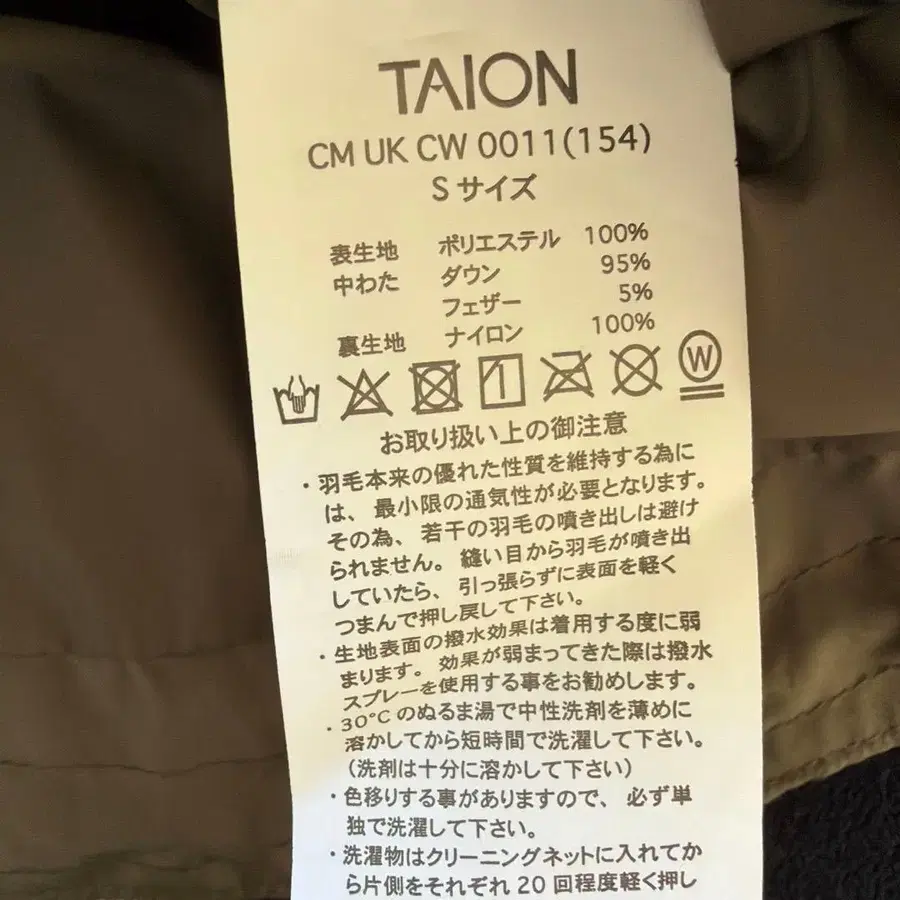 TAION
CM UK CW 0011(154)
S サイズ
表生地 ポリエステル 100%
中わた ダウン 95%
フェザー 5%
裏生地 ナイロン 100%
W
お取り扱い上の御注意
・羽毛本来の優れた性質を維持する為に
は、最小限の通気性が必要となります。
その為、若干の羽毛の噴き出しは避け
られません。縫い目から羽毛が噴き出
していたら、引っ張らずに表面を軽く
つまんで押し戻して下さい。
・生地表面の撥水効果は着用する度に弱
まります。効果が弱まってきた際は撥水
スプレーを使用する事をお勧めします。
・30℃のぬるま湯で中性洗剤を薄めに
溶かしてから短時間で洗濯して下さい。
（洗剤は十分に溶かして下さい）
・色移りする事がありますので、必ず単
独で洗濯して下さい。
・洗濯物はクリーニングネットに入れてか
ら片側をそれぞれ20回程度軽く押し